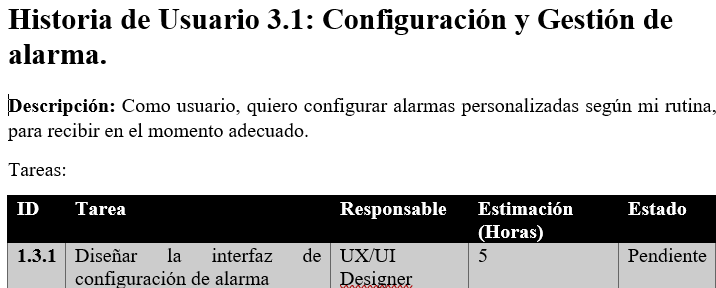 Historia de Usuario 3.1: Configuración y Gestión de
alarma.
Descripción: Como usuario, quiero configurar alarmas personalizadas según mi rutina,
para recibir en el momento adecuado.
Tareas:
ID Tarea Responsable Estimación (Horas) Estado
1.3.1 Diseñar la interfaz de UX/UI 5 Pendiente
configuración de alarma Designer